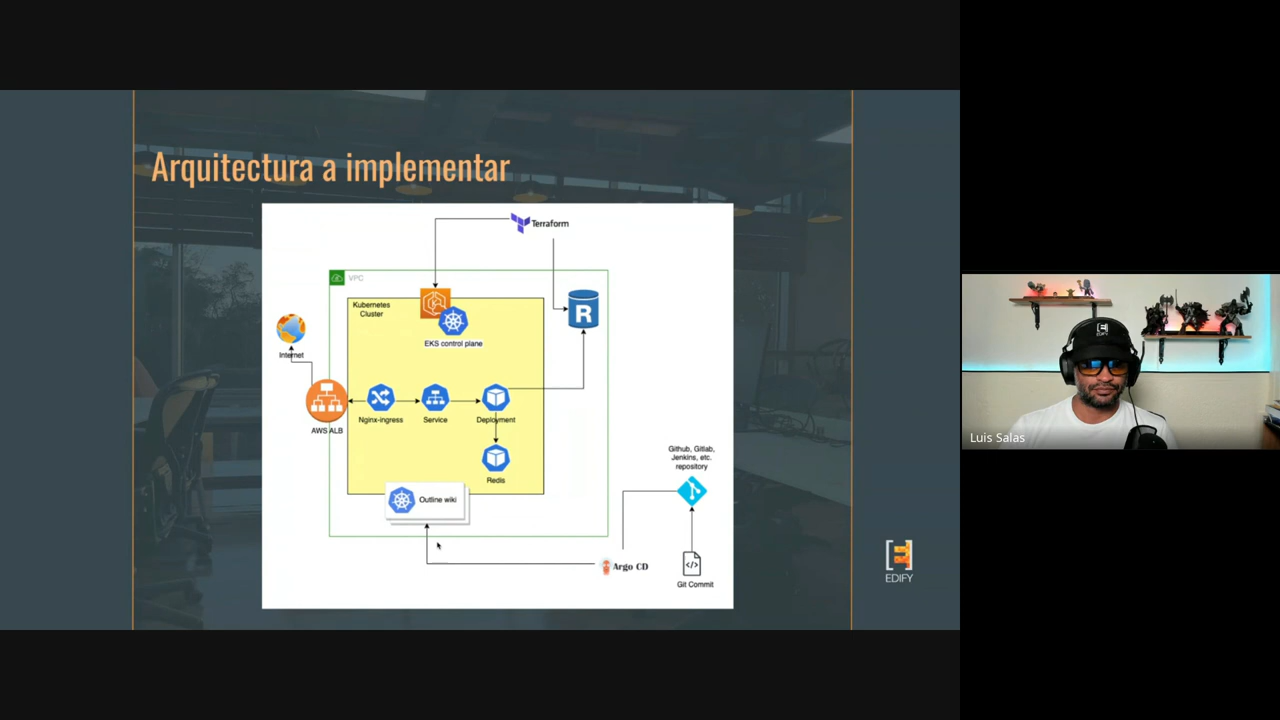 Arquitectura a implementar
Terraform
VPC
Kubernetes
Cluster
R
Internet
EKS control plane
Nginx-ingress
Service
Deployment
AWS ALB
Github, Gitlab,
Jenkins, etc.
repository
Redis
Outline wiki
Argo CD
</>
Git Commit
EDIFY
EDIFY
Luis Salas